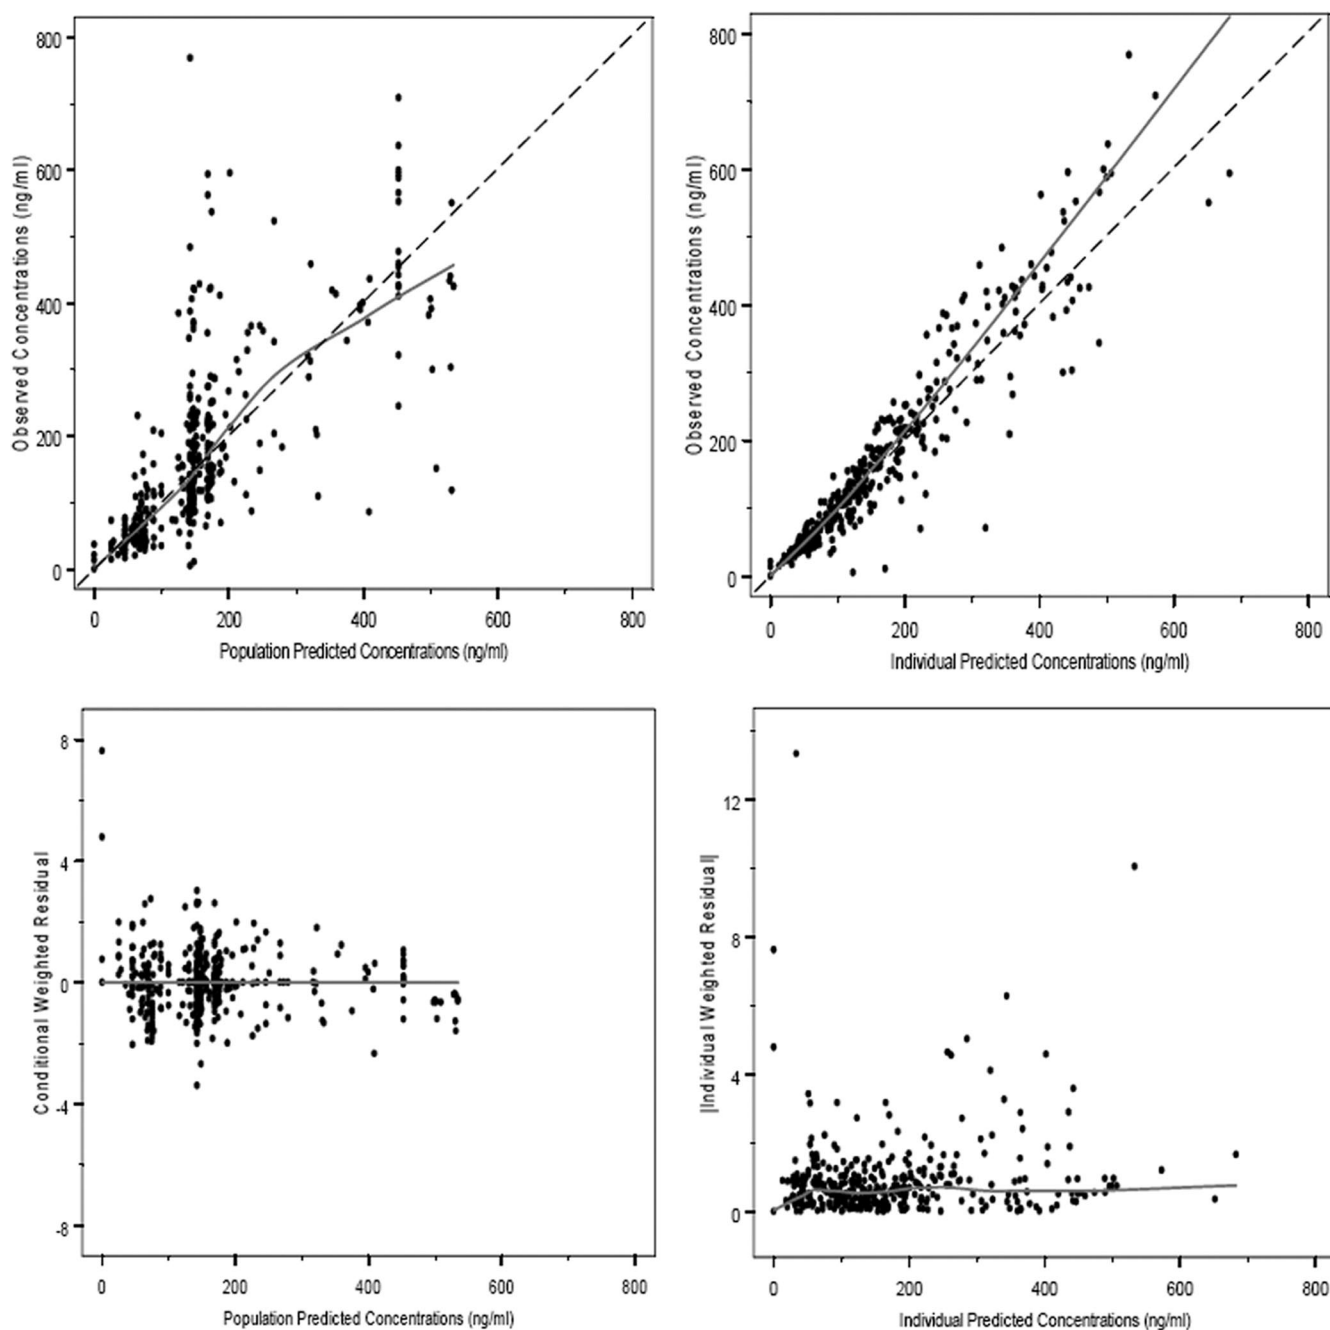 800
600
400
200
0
Observed Concentrations (ng/ml)
0 200 400 600 800
Population Predicted Concentrations (ng/ml)
800
600
400
200
0
Observed Concentrations (ng/ml)
0 200 400 600 800
Individual Predicted Concentrations (ng/ml)
8
4
0
-4
-8
Conditional Weighted Residual
0 200 400 600 800
Population Predicted Concentrations (ng/ml)
12
8
4
0
|Individual Weighted Residual|
0 200 400 600 800
Individual Predicted Concentrations (ng/ml)